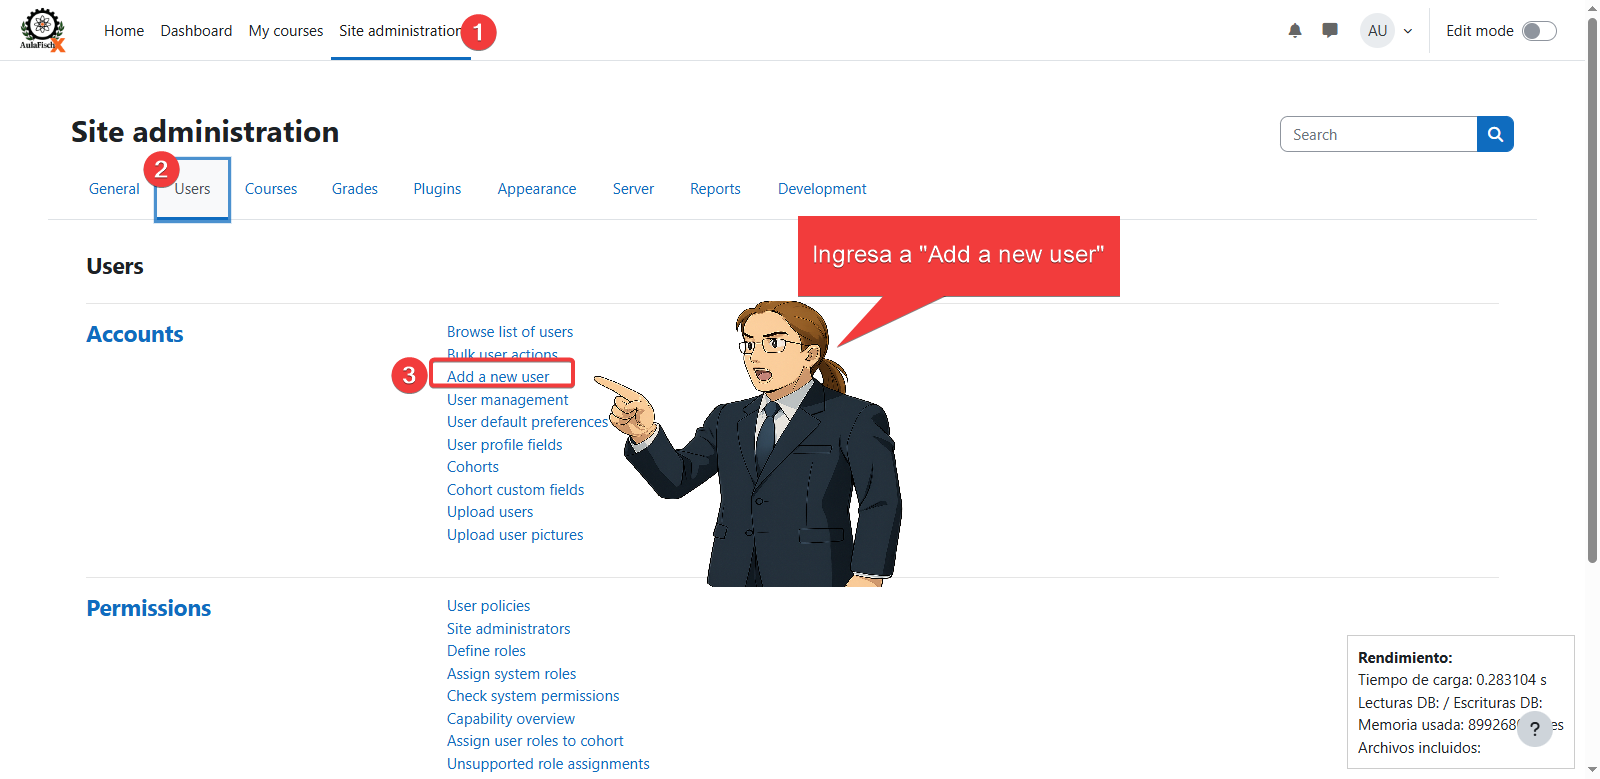 AulaFisch
X
Home Dashboard My courses Site administration 1
AU
Edit mode
Site administration
Search
2
General Users Courses Grades Plugins Appearance Server Reports Development
Ingresa a "Add a new user"
Users
Accounts
Browse list of users
Bulk user actions
3 Add a new user
User management
User default preferences
User profile fields
Cohorts
Cohort custom fields
Upload users
Upload user pictures
Permissions
User policies
Site administrators
Define roles
Assign system roles
Check system permissions
Capability overview
Assign user roles to cohort
Unsupported role assignments
Rendimiento:
Tiempo de carga: 0.283104 s
Lecturas DB: / Escrituras DB:
Memoria usada:
?
Archivos incluidos: